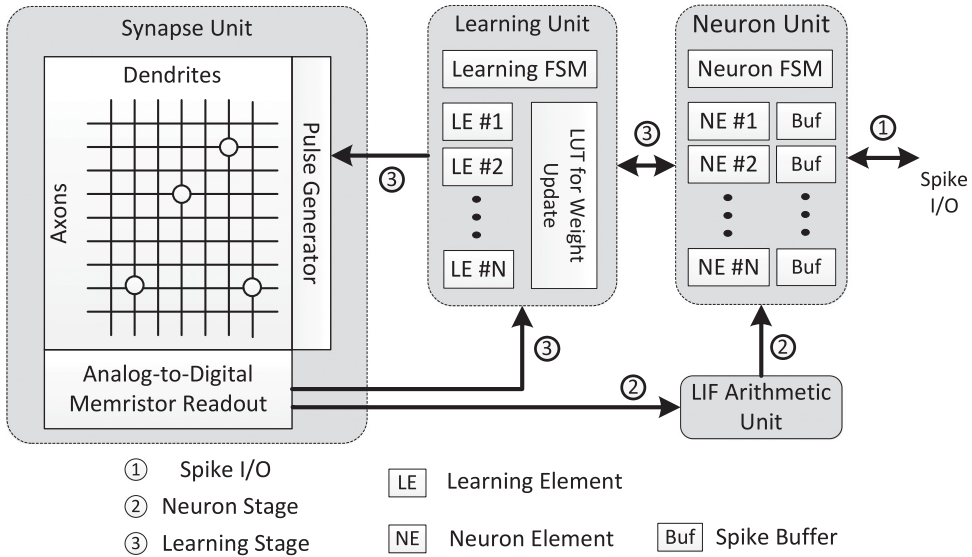 Synapse Unit
Dendrites
Axons
Pulse Generator
Analog-to-Digital
Memristor Readout
Learning Unit
Learning FSM
LE #1
LE #2
LE #N
LUT for Weight
Update
Neuron Unit
Neuron FSM
NE #1 Buf
NE #2 Buf
NE #N Buf
①
Spike
I/O
③
③
③
②
②
LIF Arithmetic
Unit
① Spike I/O
② Neuron Stage
③ Learning Stage
LE Learning Element
NE Neuron Element
Buf Spike Buffer